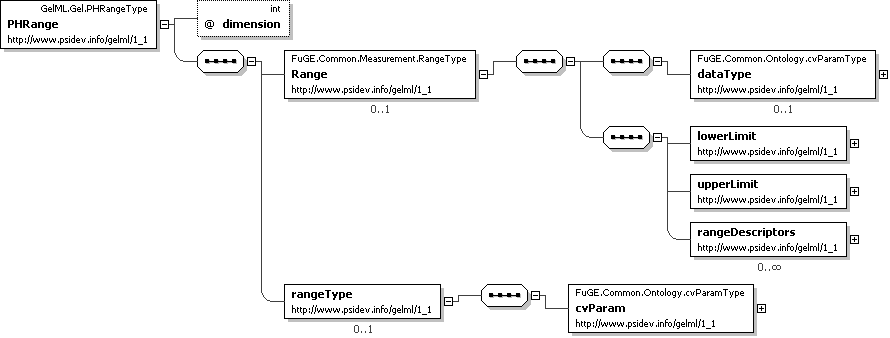 GelML.Gel.PHRangeType
PHRange
http://www.psidev.info/gelml/1_1
int
@ dimension
FuGE.Common.Measurement.RangeType
Range
http://www.psidev.info/gelml/1_1
0..1
FuGE.Common.Ontology.cvParamType
dataType
http://www.psidev.info/gelml/1_1
0..1
lowerLimit
http://www.psidev.info/gelml/1_1
upperLimit
http://www.psidev.info/gelml/1_1
rangeDescriptors
http://www.psidev.info/gelml/1_1
0..∞
rangeType
http://www.psidev.info/gelml/1_1
0..1
FuGE.Common.Ontology.cvParamType
cvParam
http://www.psidev.info/gelml/1_1